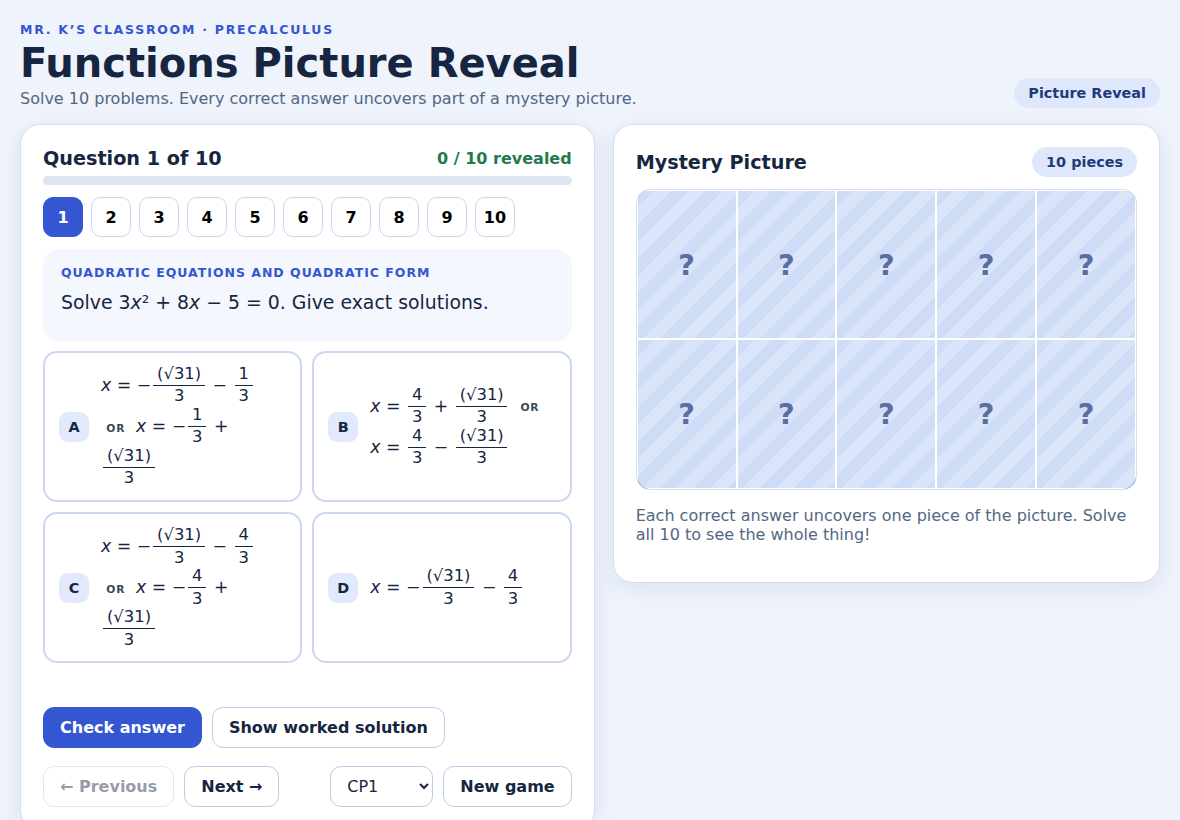 MR. K’S CLASSROOM · PRECALCULUS
Functions Picture Reveal
Solve 10 problems. Every correct answer uncovers part of a mystery picture.
Picture Reveal
Question 1 of 10
0 / 10 revealed
1 2 3 4 5 6 7 8 9 10
QUADRATIC EQUATIONS AND QUADRATIC FORM
Solve 3x² + 8x − 5 = 0. Give exact solutions.
A
x = −(√31)/3 − 1/3
OR x = −1/3 +
(√31)/3
B
x = 4/3 + (√31)/3 OR
x = 4/3 − (√31)/3
C
x = −(√31)/3 − 4/3
OR x = −4/3 +
(√31)/3
D
x = −(√31)/3 − 4/3
Check answer
Show worked solution
← Previous
Next →
CP1
New game
Mystery Picture
10 pieces
? ? ? ? ?
? ? ? ? ?
Each correct answer uncovers one piece of the picture. Solve
all 10 to see the whole thing!